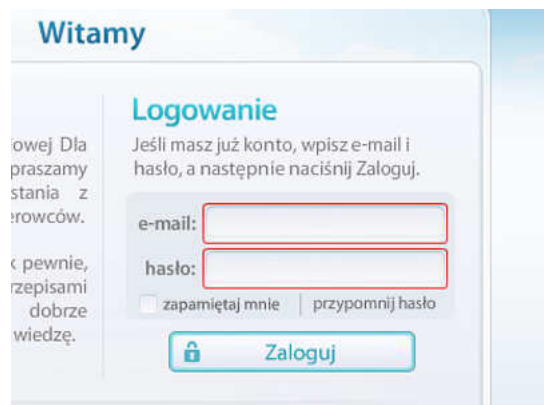 Witamy
owej Dla
praszamy
stania z
erowców.
pewnie,
rzepisami
dobrze
wiedzę.
Logowanie
Jeśli masz już konto, wpisz e-mail i
hasło, a następnie naciśnij Zaloguj.
e-mail:
hasło:
zapamiętaj mnie | przypomnij hasło
Zaloguj